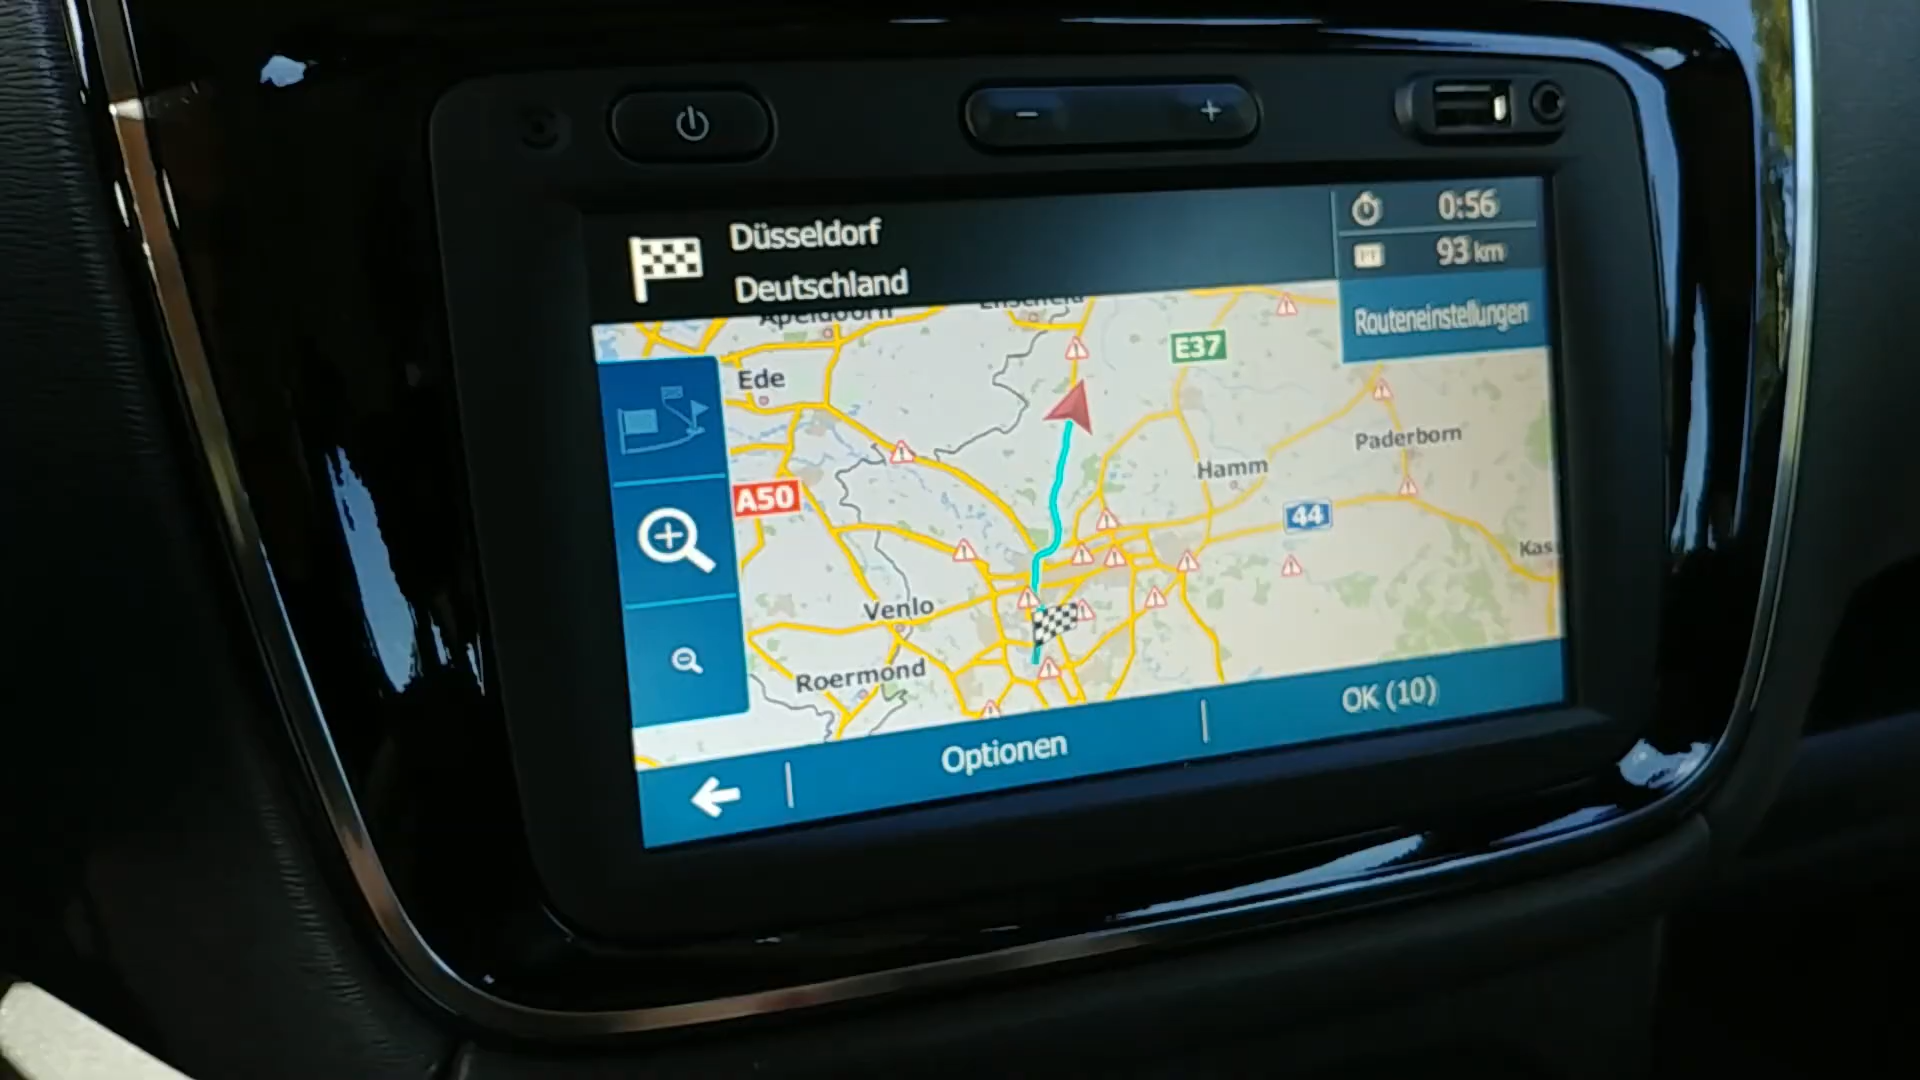 Düsseldorf
Deutschland
0:56
93 km
Routeneinstellungen
Ede
E37
A50
Paderborn
Hamm
44
Venlo
Roermond
Optionen
OK (10)